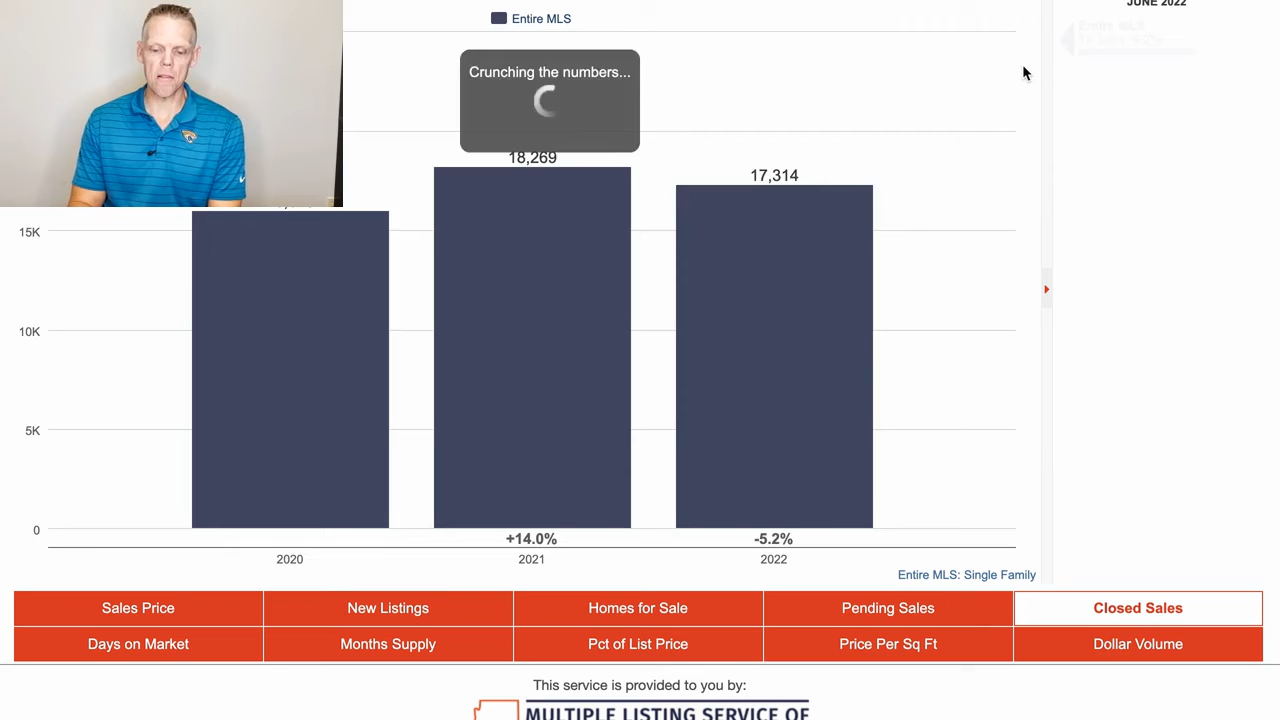 JUNE 2022
Entire MLS
Crunching the numbers...
18,269
17,314
15K
10K
5K
0
+14.0%
-5.2%
2020
2021
2022
Entire MLS: Single Family
Sales Price
New Listings
Homes for Sale
Pending Sales
Closed Sales
Days on Market
Months Supply
Pct of List Price
Price Per Sq Ft
Dollar Volume
This service is provided to you by:
MULTIPLE LISTING SERVICE OF